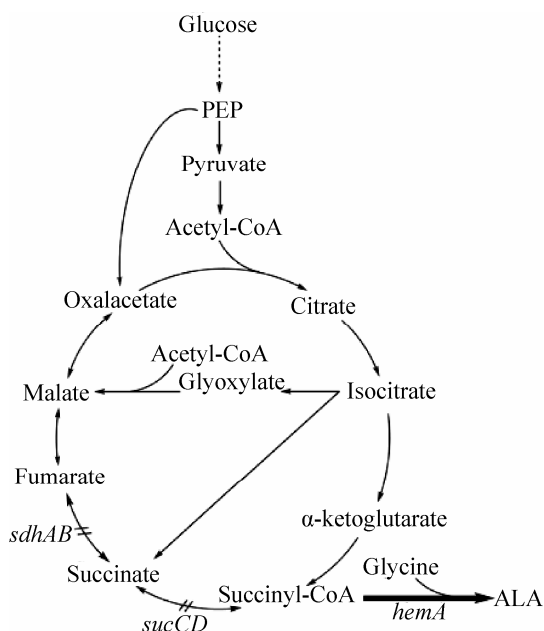 Glucose
PEP
Pyruvate
Acetyl-CoA
Oxalacetate
Citrate
Acetyl-CoA
Malate
Glyoxylate
Isocitrate
Fumarate
α-ketoglutarate
sdhAB
Succinate
Succinyl-CoA
Glycine
ALA
sucCD
hemA